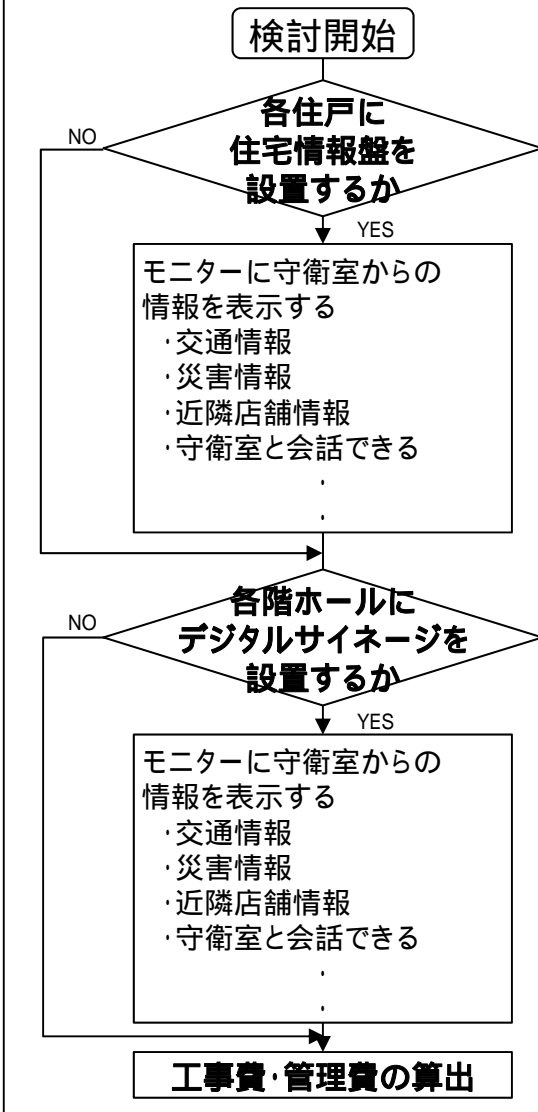 検討開始
各住戸に
住宅情報盤を
設置するか
NO
YES
モニターに守衛室からの
情報を表示する
・交通情報
・災害情報
・近隣店舗情報
・守衛室と会話できる
・
・
各階ホールに
デジタルサイネージを
設置するか
NO
YES
モニターに守衛室からの
情報を表示する
・交通情報
・災害情報
・近隣店舗情報
・守衛室と会話できる
・
・
工事費・管理費の算出